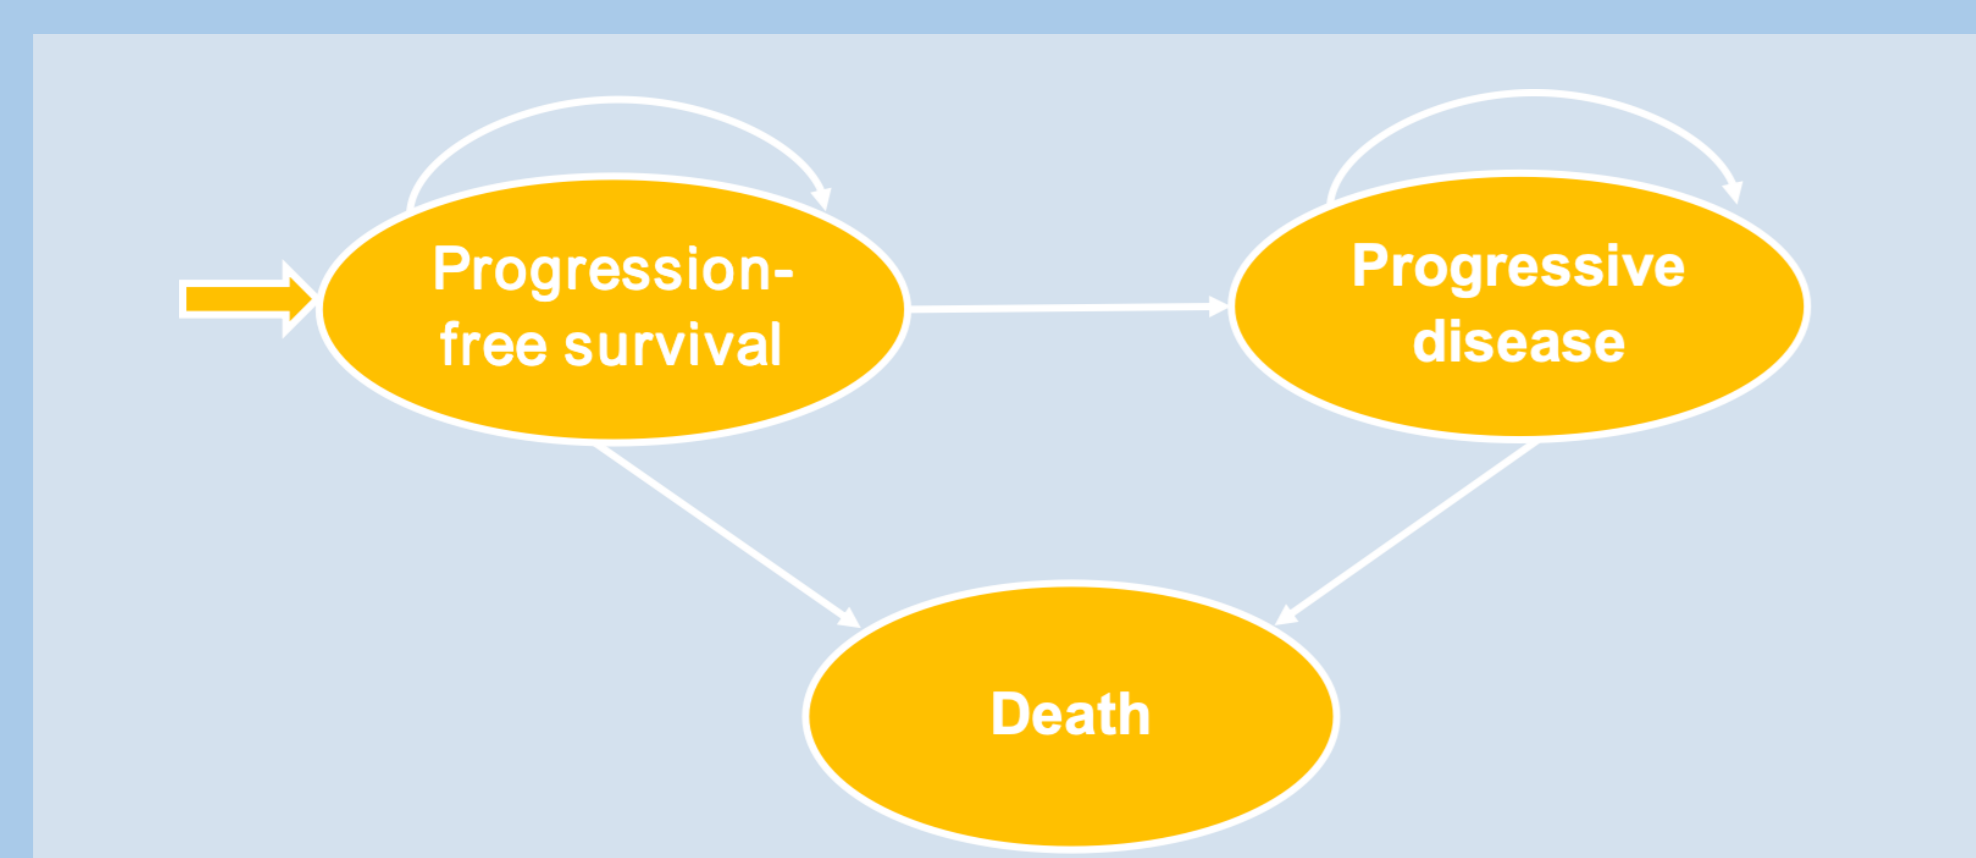 Progression-
free survival
Progressive
disease
Death